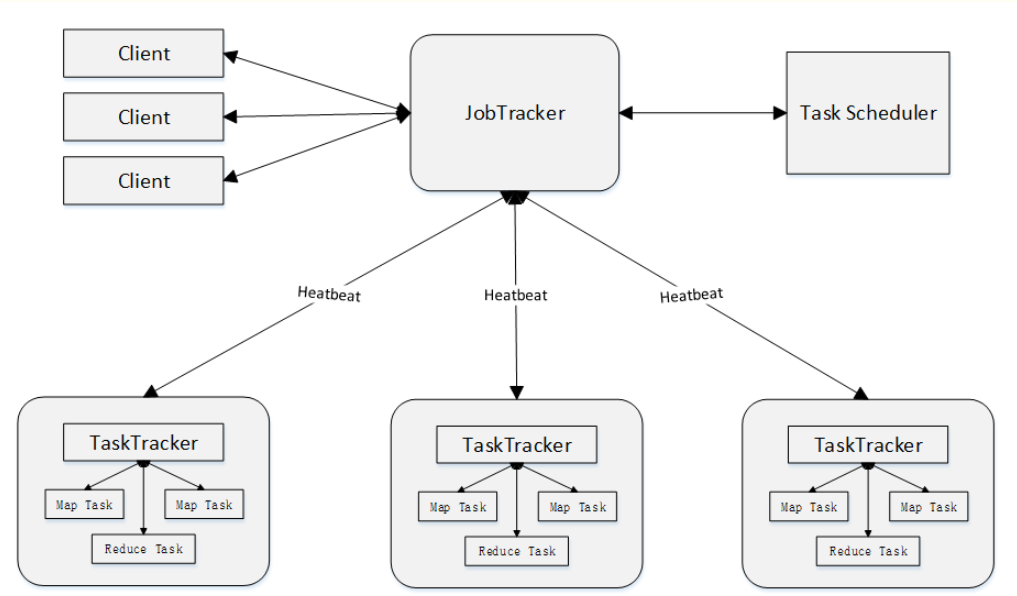 Client
Client
Client
JobTracker
Task Scheduler
Heatbeat
Heatbeat
Heatbeat
TaskTracker
Map Task
Map Task
Reduce Task
TaskTracker
Map Task
Map Task
Reduce Task
TaskTracker
Map Task
Map Task
Reduce Task